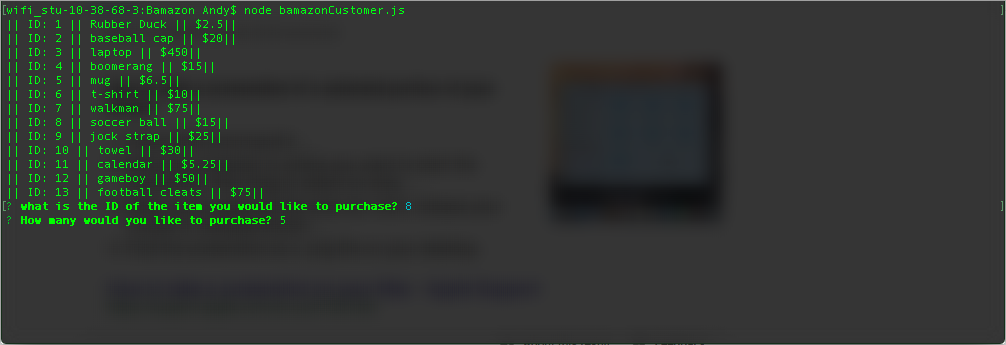 [wifi_stu-10-38-68-3:Bamazon Andy$ node bamazonCustomer.js ]
|| ID: 1 || Rubber Duck || $2.5||
|| ID: 2 || baseball cap || $20||
|| ID: 3 || laptop || $450||
|| ID: 4 || boomerang || $15||
|| ID: 5 || mug || $6.5||
|| ID: 6 || t-shirt || $10||
|| ID: 7 || walkman || $75||
|| ID: 8 || soccer ball || $15||
|| ID: 9 || jock strap || $25||
|| ID: 10 || towel || $30||
|| ID: 11 || calendar || $5.25||
|| ID: 12 || gameboy || $50||
|| ID: 13 || football cleats || $75||
[? what is the ID of the item you would like to purchase? 8 ]
? How many would you like to purchase? 5